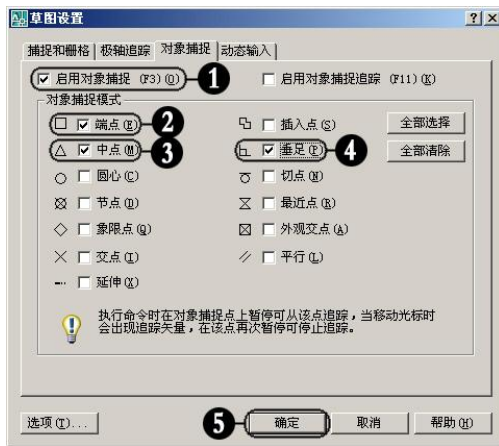 草图设置
捕捉和栅格 极轴追踪 对象捕捉 动态输入
启用对象捕捉 (F3)(O) 1 启用对象捕捉追踪 (F11)(K)
对象捕捉模式
端点(E) 2 插入点(S) 全部选择
中点(M) 3 垂足(P) 4 全部清除
圆心(C) 切点(N)
节点(D) 最近点(R)
象限点(Q) 外观交点(A)
交点(I) 平行(L)
延伸(X)
执行命令时在对象捕捉点上暂停可从该点追踪，当移动光标时
会出现追踪矢量，在该点再次暂停可停止追踪。
选项(T)... 5 确定 取消 帮助(H)